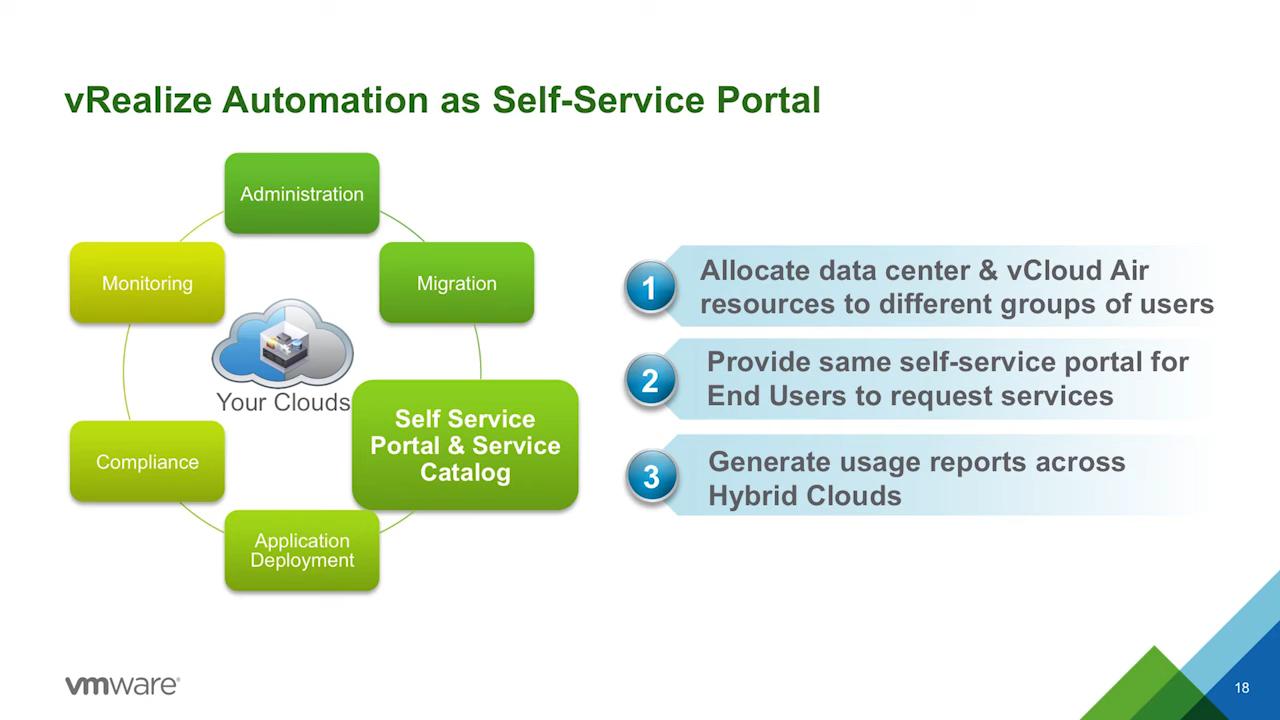 vRealize Automation as Self-Service Portal
Administration
Monitoring
Migration
Your Clouds
Self Service
Portal & Service
Catalog
Compliance
Application
Deployment
1
Allocate data center & vCloud Air
resources to different groups of users
2
Provide same self-service portal for
End Users to request services
3
Generate usage reports across
Hybrid Clouds
vmware®
18